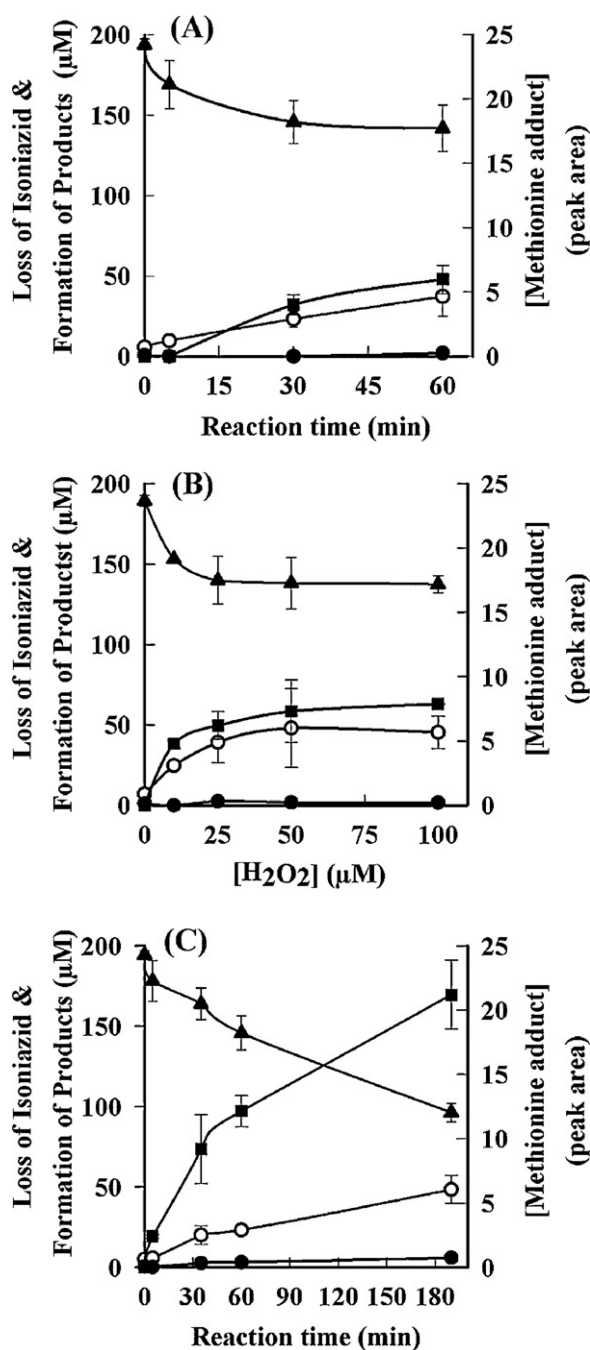 (A)
Loss of Isoniazid &
Formation of Products (µM)
200
150
100
50
0
25
20
15
10
5
0
[Methionine adduct]
(peak area)
0 15 30 45 60
Reaction time (min)
(B)
Loss of Isoniazid &
Formation of Productst (µM)
200
150
100
50
0
25
20
15
10
5
0
[Methionine adduct]
(peak area)
0 25 50 75 100
[H₂O₂] (µM)
(C)
Loss of Isoniazid &
Formation of Products (µM)
200
150
100
50
0
25
20
15
10
5
0
[Methionine adduct]
(peak area)
0 30 60 90 120 150 180
Reaction time (min)